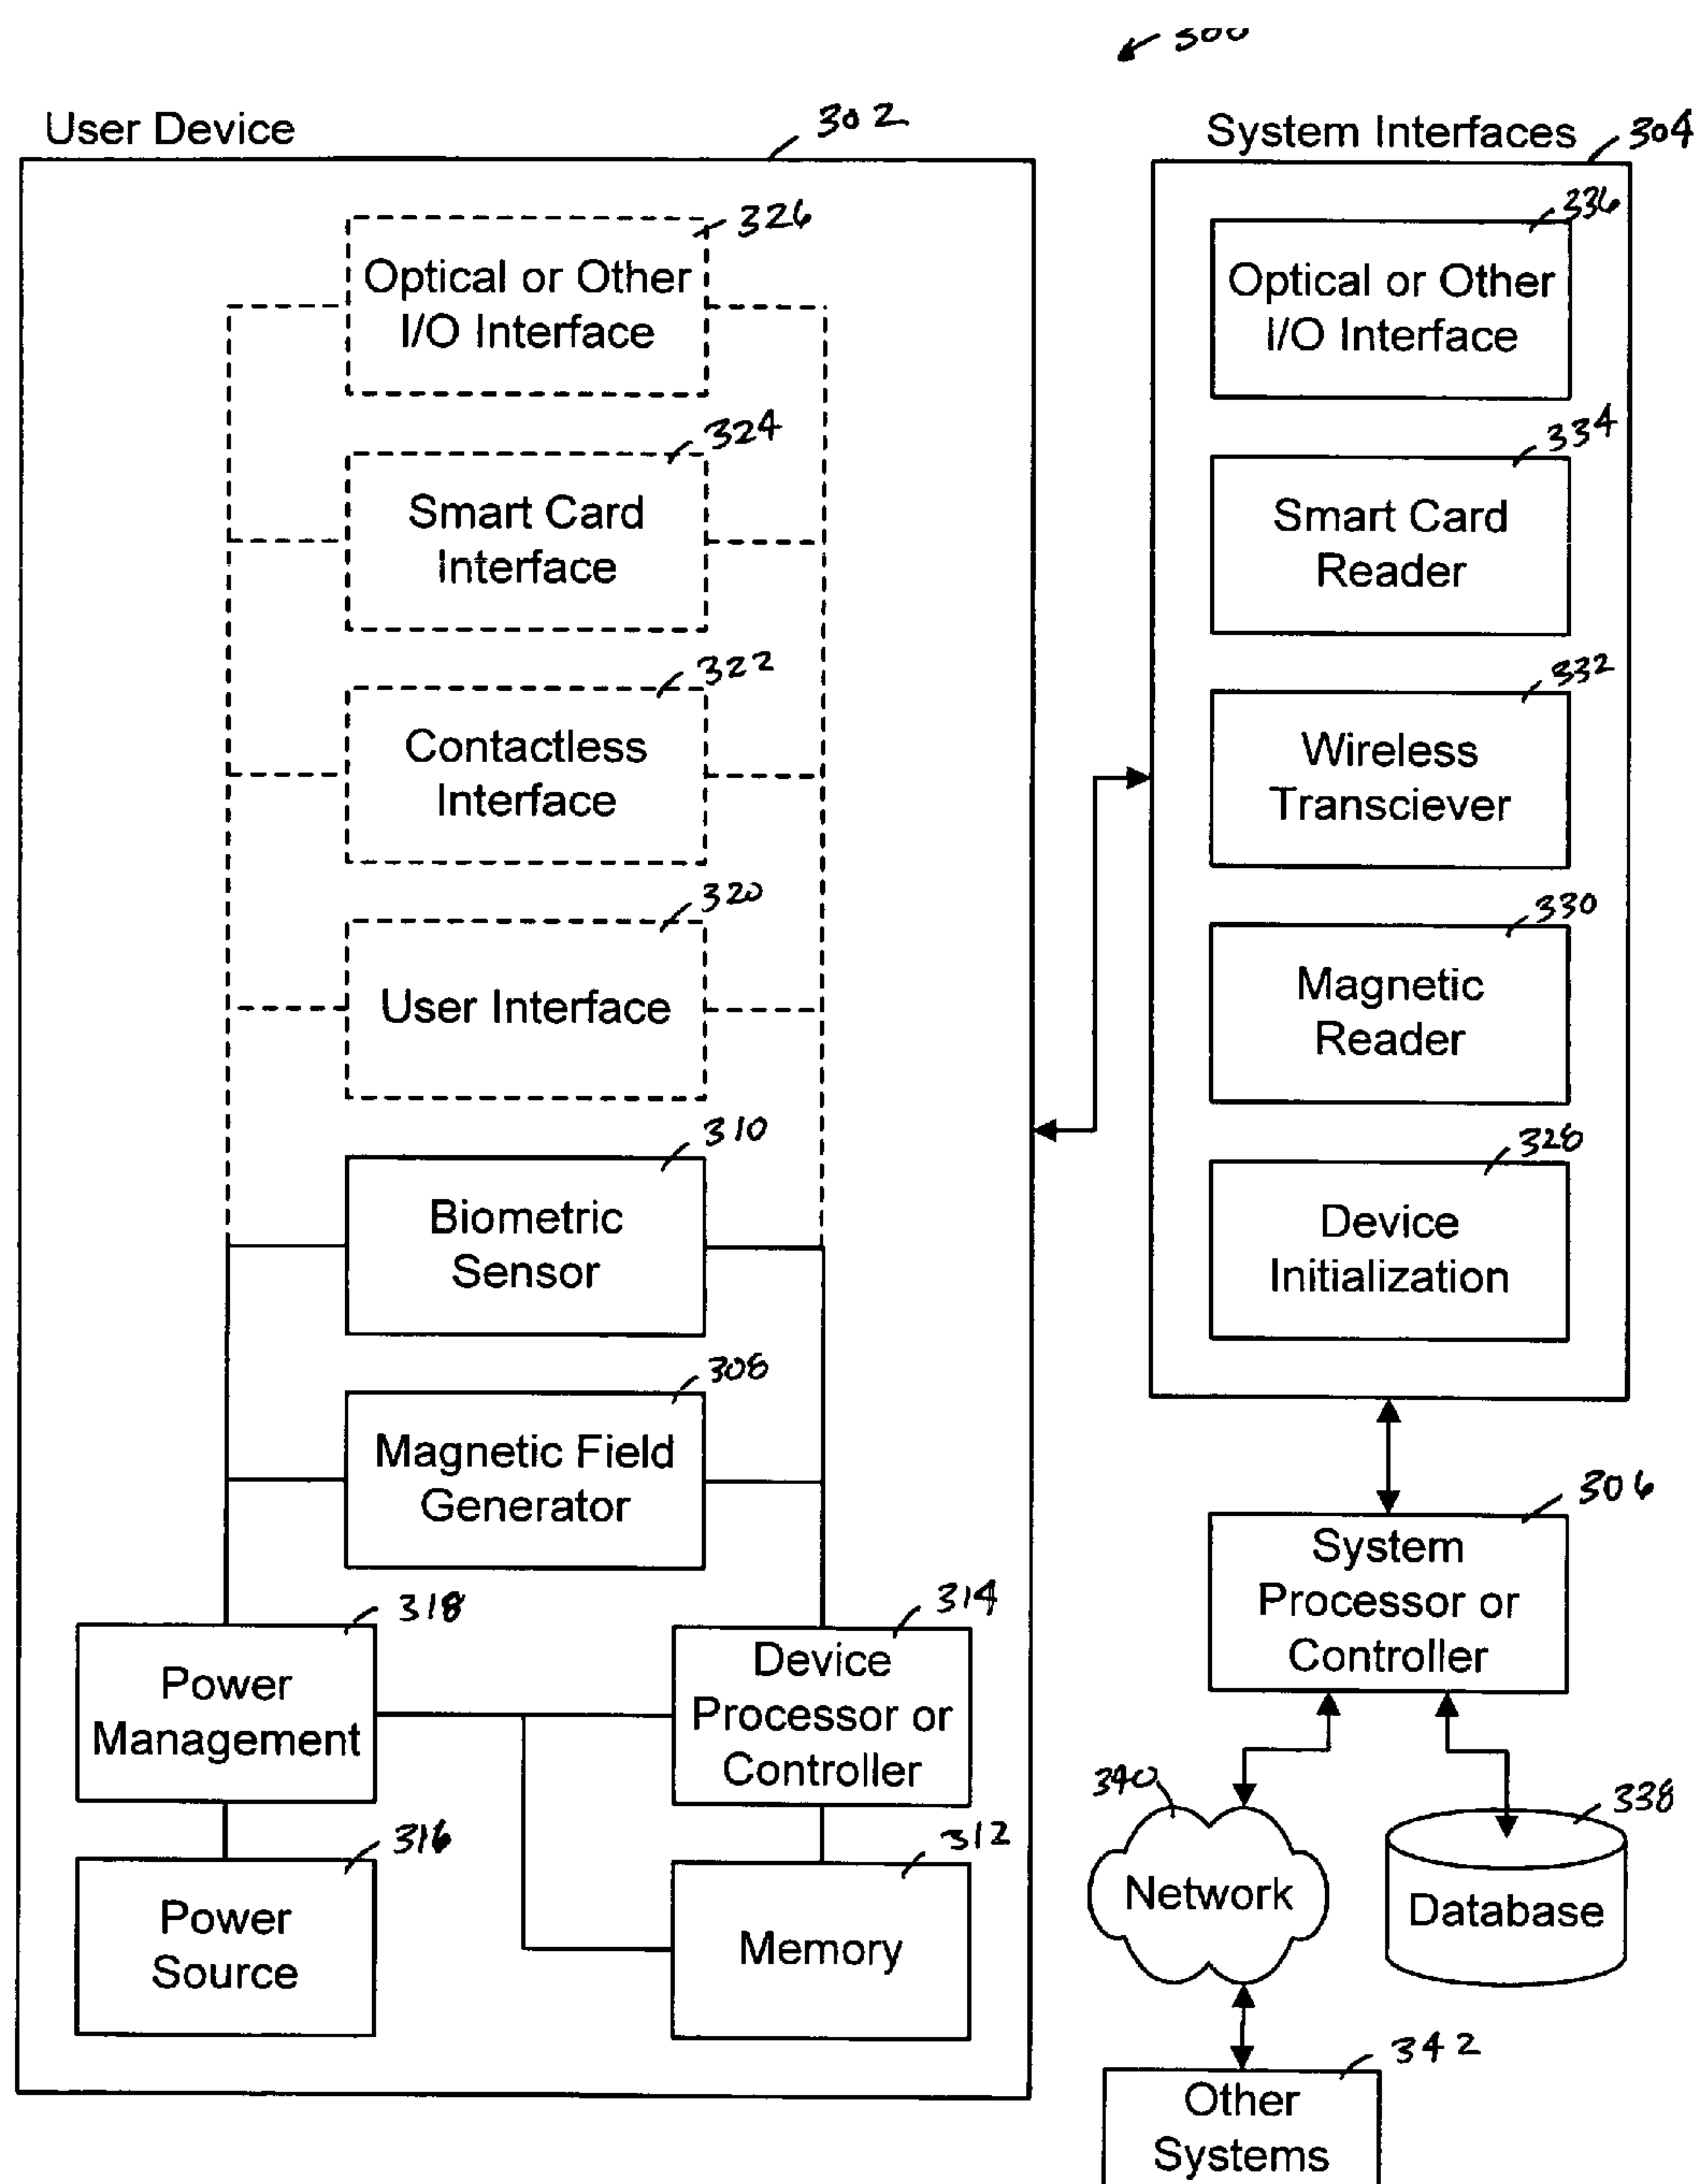 300
User Device
302
System Interfaces
304
326
Optical or Other
I/O Interface
324
Smart Card
Interface
322
Contactless
Interface
320
User Interface
310
Biometric
Sensor
308
Magnetic Field
Generator
318
Power
Management
314
Device
Processor or
Controller
316
Power
Source
312
Memory
336
Optical or Other
I/O Interface
334
Smart Card
Reader
332
Wireless
Transciever
330
Magnetic
Reader
328
Device
Initialization
306
System
Processor or
Controller
340
Network
338
Database
342
Other
Systems